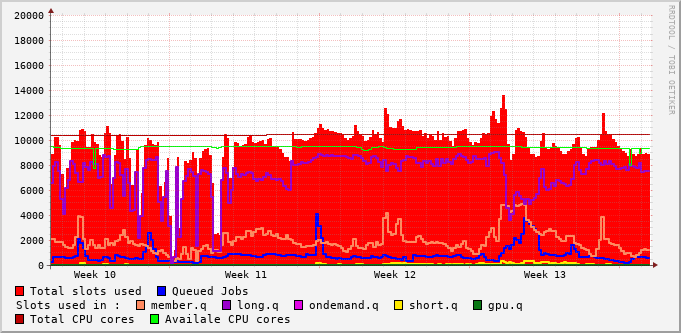 RRDTOOL / TOBI OETIKER
20000
18000
16000
14000
12000
10000
8000
6000
4000
2000
0
Week 10 Week 11 Week 12 Week 13
Total slots used Queued Jobs
Slots used in : member.q long.q ondemand.q short.q gpu.q
Total CPU cores Availale CPU cores